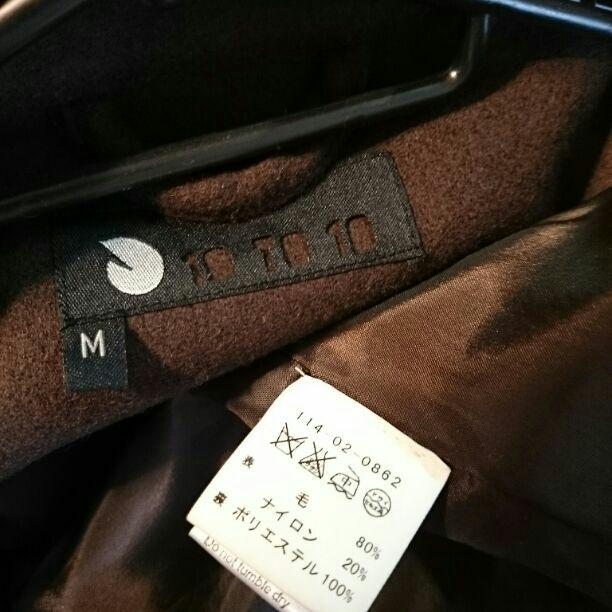 10 10 10
M
114 02-0862
表
毛 80%
ナイロン 20%
裏 ポリエステル 100%
Do not tumble dry